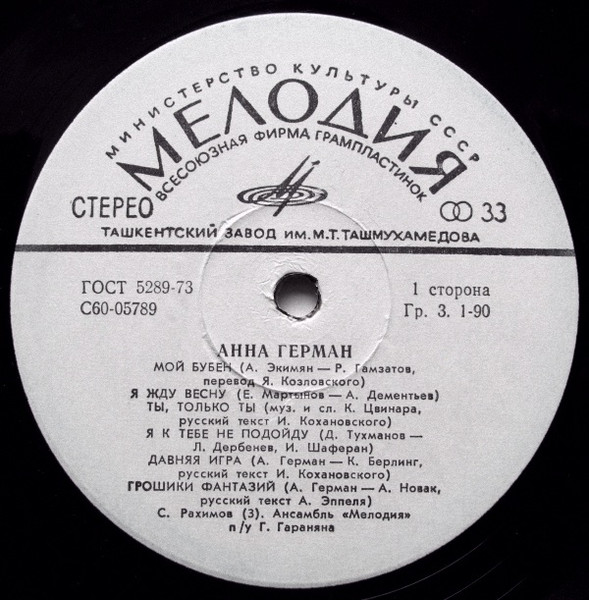 МИНИСТЕРСТВО КУЛЬТУРЫ СССР
МЕЛОДИЯ
ВСЕСОЮЗНАЯ ФИРМА ГРАМПЛАСТИНОК
СТЕРЕО 33
ТАШКЕНТСКИЙ ЗАВОД ИМ. М.Т. ТАШМУХАМЕДОВА
ГОСТ 5289-73 1 сторона
С60-05789 Гр. 3. 1-90
АННА ГЕРМАН
МОЙ БУБЕН (А. Экимян — Р. Гамзатов,
перевод Я. Козловского)
Я ЖДУ ВЕСНУ (Е. Мартынов — А. Дементьев)
ТЫ, ТОЛЬКО ТЫ (муз. и сл. К. Цвинара,
русский текст И. Кохановского)
Я К ТЕБЕ НЕ ПОДОЙДУ (Д. Тухманов —
Л. Дербенев, И. Шаферан)
ДАВНЯЯ ИГРА (А. Герман — К. Берлинг,
русский текст И. Кохановского)
ГРОШИКИ ФАНТАЗИЙ (А. Герман — А. Новак,
русский текст А. Эппеля)
С. Рахимов (3). Ансамбль «Мелодия»
п/у Г. Гараняна